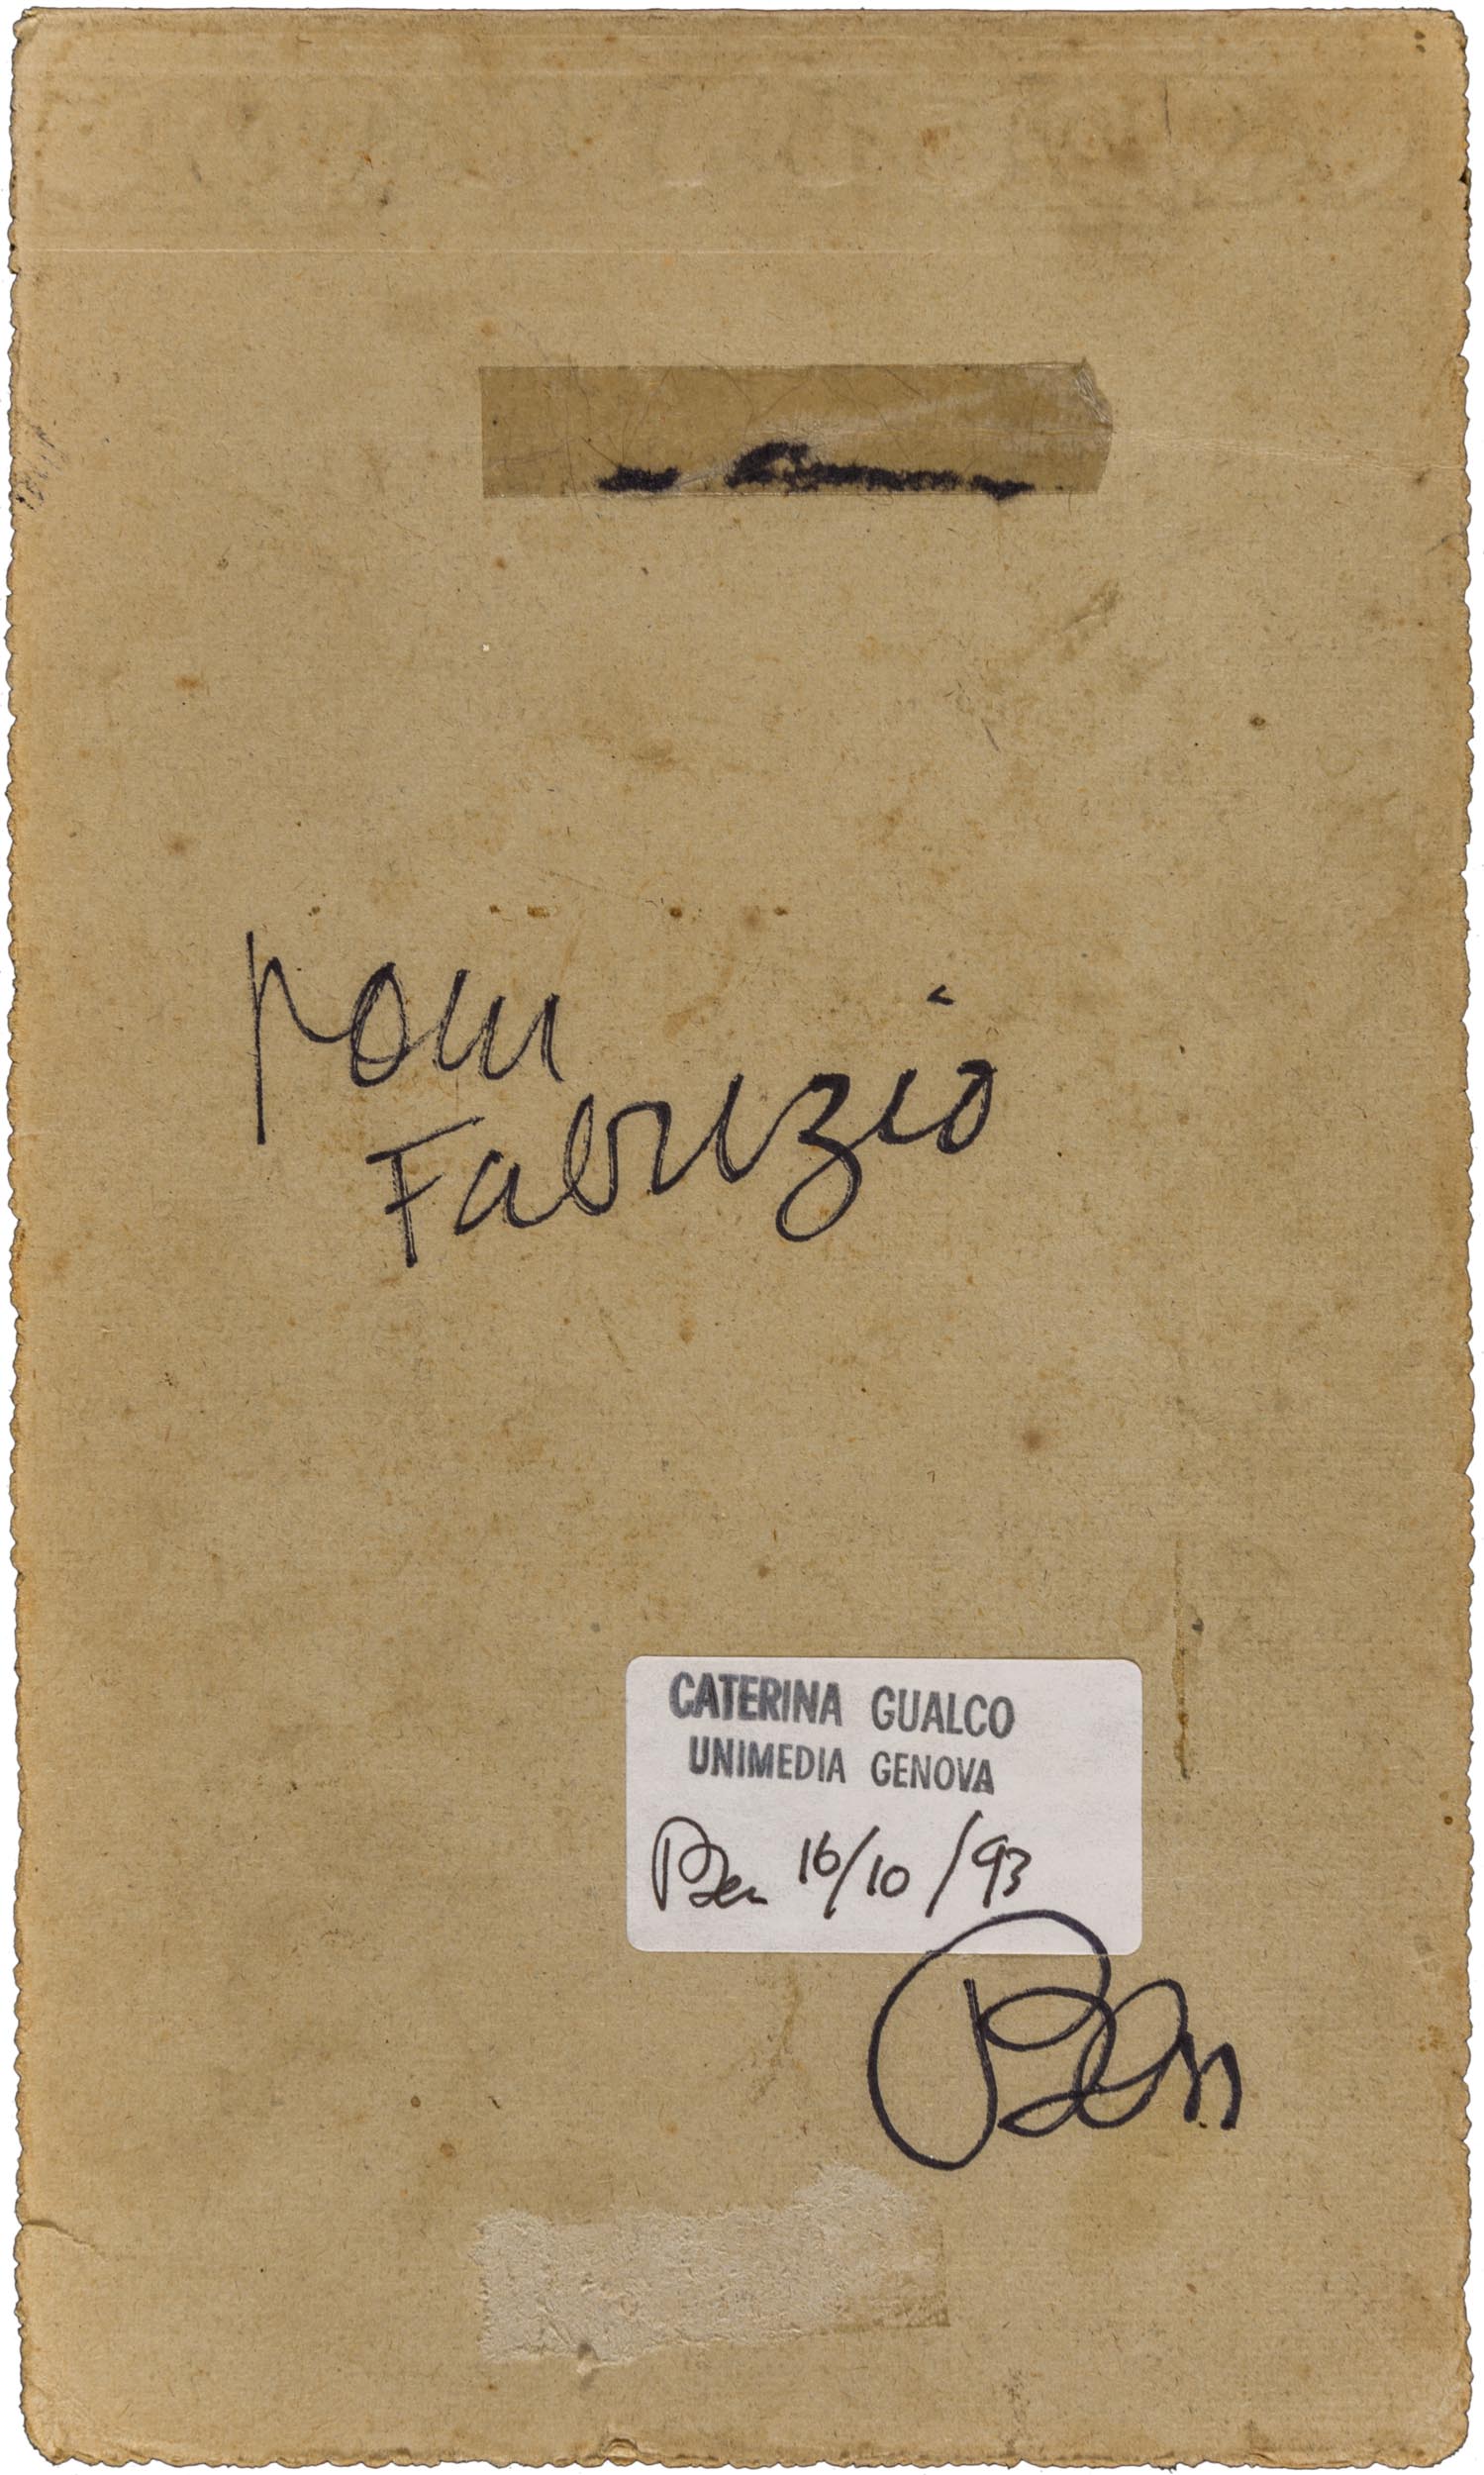 pour
Fabrizio
CATERINA GUALCO
UNIMEDIA GENOVA
Ben 16/10/93
Ben